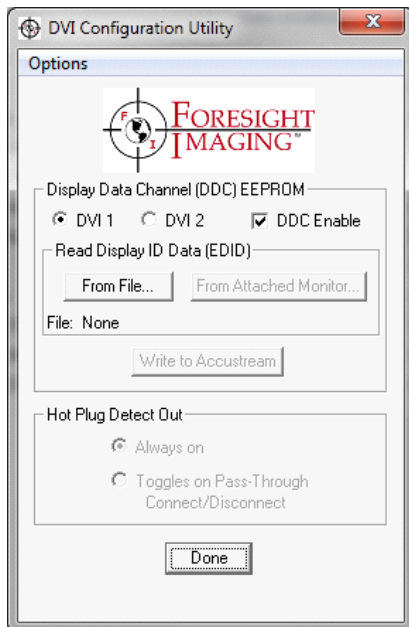 DVI Configuration Utility
Options
F
I
FORESIGHT
IMAGING™
Display Data Channel (DDC) EEPROM
DVI 1 DVI 2 DDC Enable
Read Display ID Data (EDID)
From File... From Attached Monitor...
File: None
Write to Accustream
Hot Plug Detect Out
Always on
Toggles on Pass-Through
Connect/Disconnect
Done